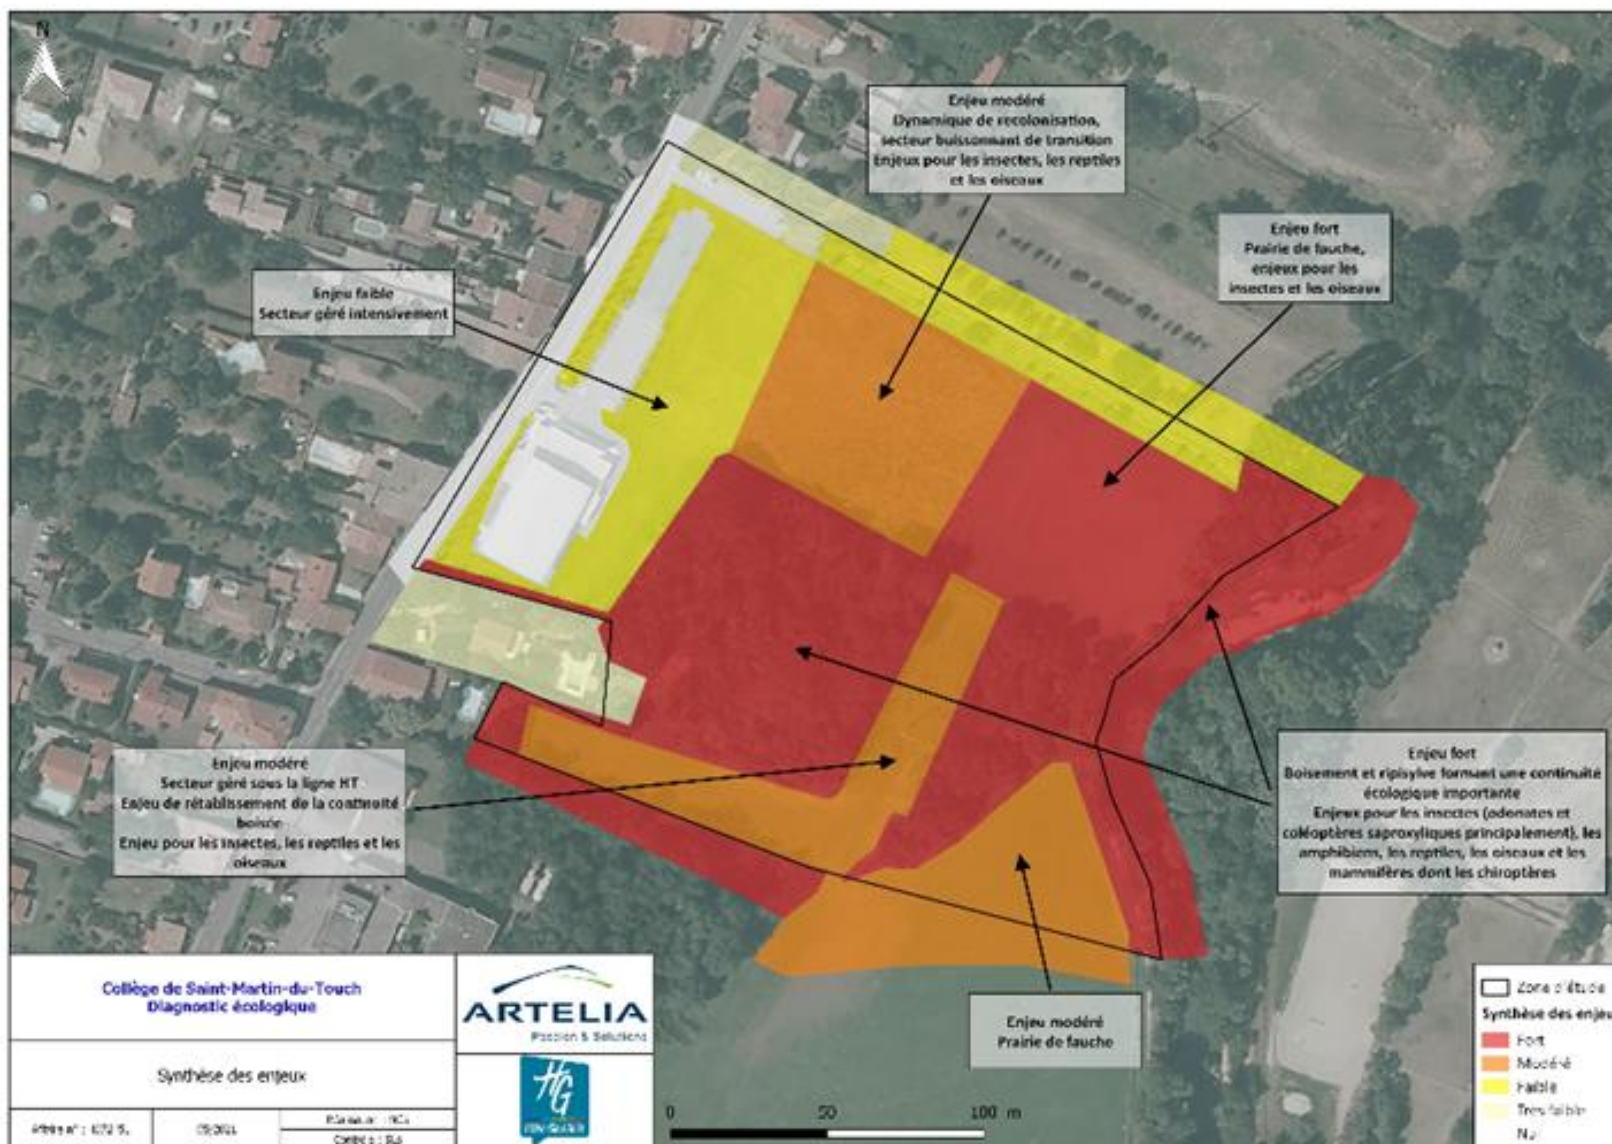 N
Enjeu modéré
Dynamique de recolonisation,
secteur buissonnant de transition
Enjeux pour les insectes, les reptiles
et les oiseaux
Enjeu fort
Prairie de fauche,
enjeux pour les
insectes et les oiseaux
Enjeu faible
Secteur géré intensivement
Enjeu modéré
Secteur géré sous la ligne HT
Enjeu de rétablissement de la continuité
boisée
Enjeu pour les insectes, les reptiles et les
oiseaux
Enjeu fort
Boisement et ripisylve formant une continuité
écologique importante
Enjeux pour les insectes (odonates et
coléoptères saproxyliques principalement), les
amphibiens, les reptiles, les oiseaux et les
mammifères dont les chiroptères
Enjeu modéré
Prairie de fauche
Collège de Saint-Martin-du-Touch
Diagnostic écologique
Synthèse des enjeux
ARTELIA
Passion & Solutions
HG
0 50 100 m
Zone d'étude
Synthèse des enjeu
Fort
Modéré
Faible
Très faible